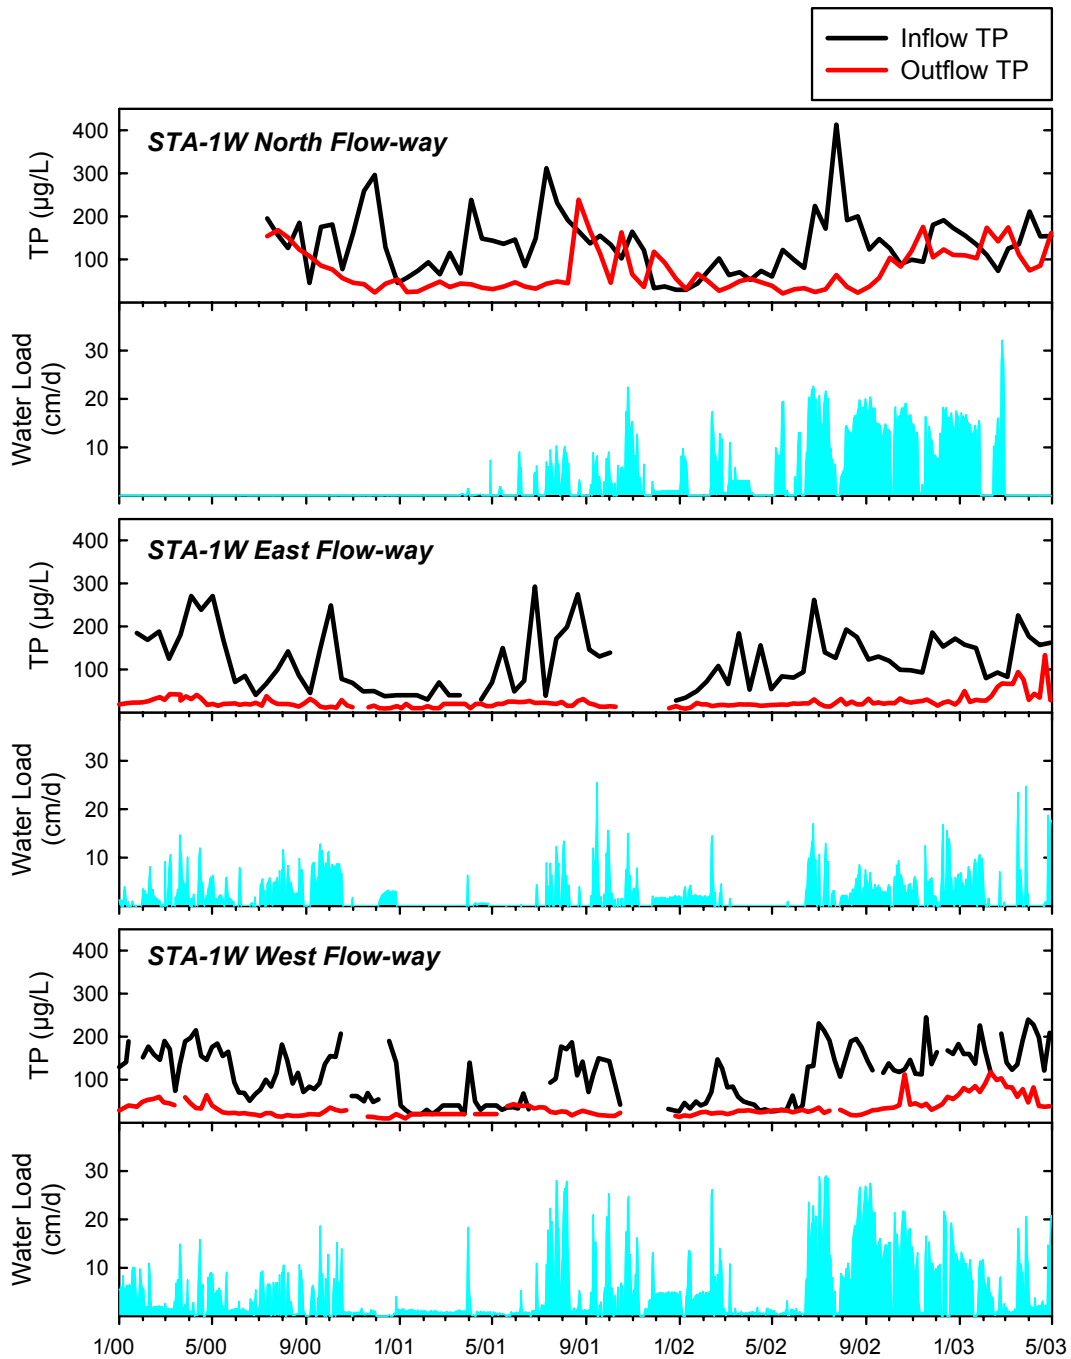 Inflow TP
Outflow TP
STA-1W North Flow-way
TP (µg/L)
400
300
200
100
Water Load
(cm/d)
30
20
10
STA-1W East Flow-way
TP (µg/L)
400
300
200
100
Water Load
(cm/d)
30
20
10
STA-1W West Flow-way
TP (µg/L)
400
300
200
100
Water Load
(cm/d)
30
20
10
1/00 5/00 9/00 1/01 5/01 9/01 1/02 5/02 9/02 1/03 5/03